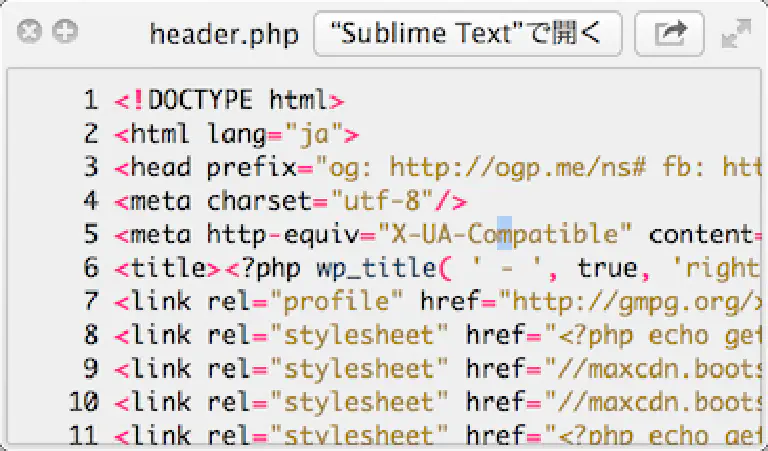 header.php “Sublime Text”で開く
1 <!DOCTYPE html>
2 <html lang="ja">
3 <head prefix="og: http://ogp.me/ns# fb: htt
4 <meta charset="utf-8"/>
5 <meta http-equiv="X-UA-Compatible" content=
6 <title><?php wp_title( ' - ', true, 'right
7 <link rel="profile" href="http://gmpg.org/x
8 <link rel="stylesheet" href="<?php echo get
9 <link rel="stylesheet" href="//maxcdn.boots
10 <link rel="stylesheet" href="//maxcdn.boots
11 <link rel="stylesheet" href="<?php echo get